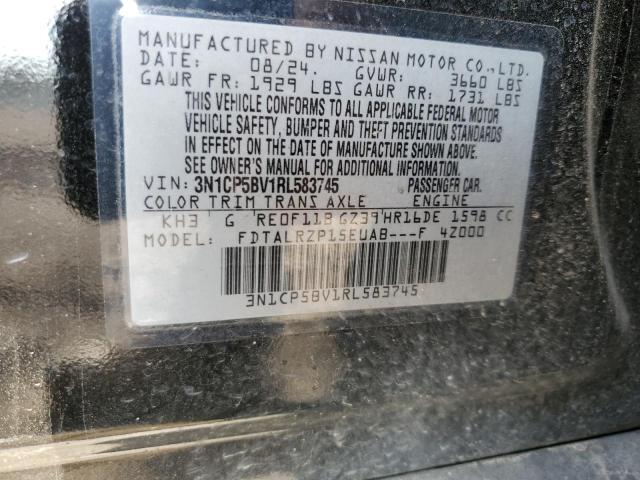 MANUFACTURED BY NISSAN MOTOR CO.,LTD.
DATE: 08/24. GVWR: 3660 LBS
GAWR FR: 1929 LBS GAWR RR: 1731 LBS
THIS VEHICLE CONFORMS TO ALL APPLICABLE FEDERAL MOTOR
VEHICLE SAFETY, BUMPER AND THEFT PREVENTION STANDARDS
IN EFFECT ON THE DATE OF MANUFACTURE SHOWN ABOVE.
SEE OWNER'S MANUAL FOR ADDITIONAL INFORMATION.
VIN: 3N1CP5BV1RL583745 PASSENGER CAR.
COLOR TRIM TRANS AXLE ENGINE
KH3 G RE0F11B GZ39 HR16DE 1598 CC
MODEL: FDTALRZP15EUAB---F 4Z000
3N1CP5BV1RL583745